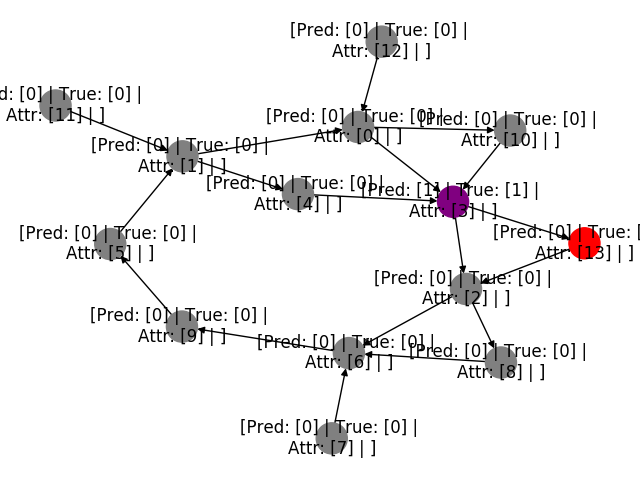 [Pred: [0] | True: [0] |
Attr: [12] | ]
d: [0] | True: [0] |
Attr: [11] | ]
[Pred: [0] | True: [0] |
Attr: [0] | ]
[Pred: [0] | True: [0] |
Attr: [10] | ]
[Pred: [0] | True: [0] |
Attr: [1] | ]
[Pred: [0] | True: [0] |
Attr: [4] | ]
[Pred: [1] | True: [1] |
Attr: [3] | ]
[Pred: [0] | True: [0] |
Attr: [5] | ]
[Pred: [0] | True: [
Attr: [13] | ]
[Pred: [0] | True: [0] |
Attr: [2] | ]
[Pred: [0] | True: [0] |
Attr: [9] | ]
[Pred: [0] | True: [0] |
Attr: [6] | ]
[Pred: [0] | True: [0] |
Attr: [8] | ]
[Pred: [0] | True: [0] |
Attr: [7] | ]